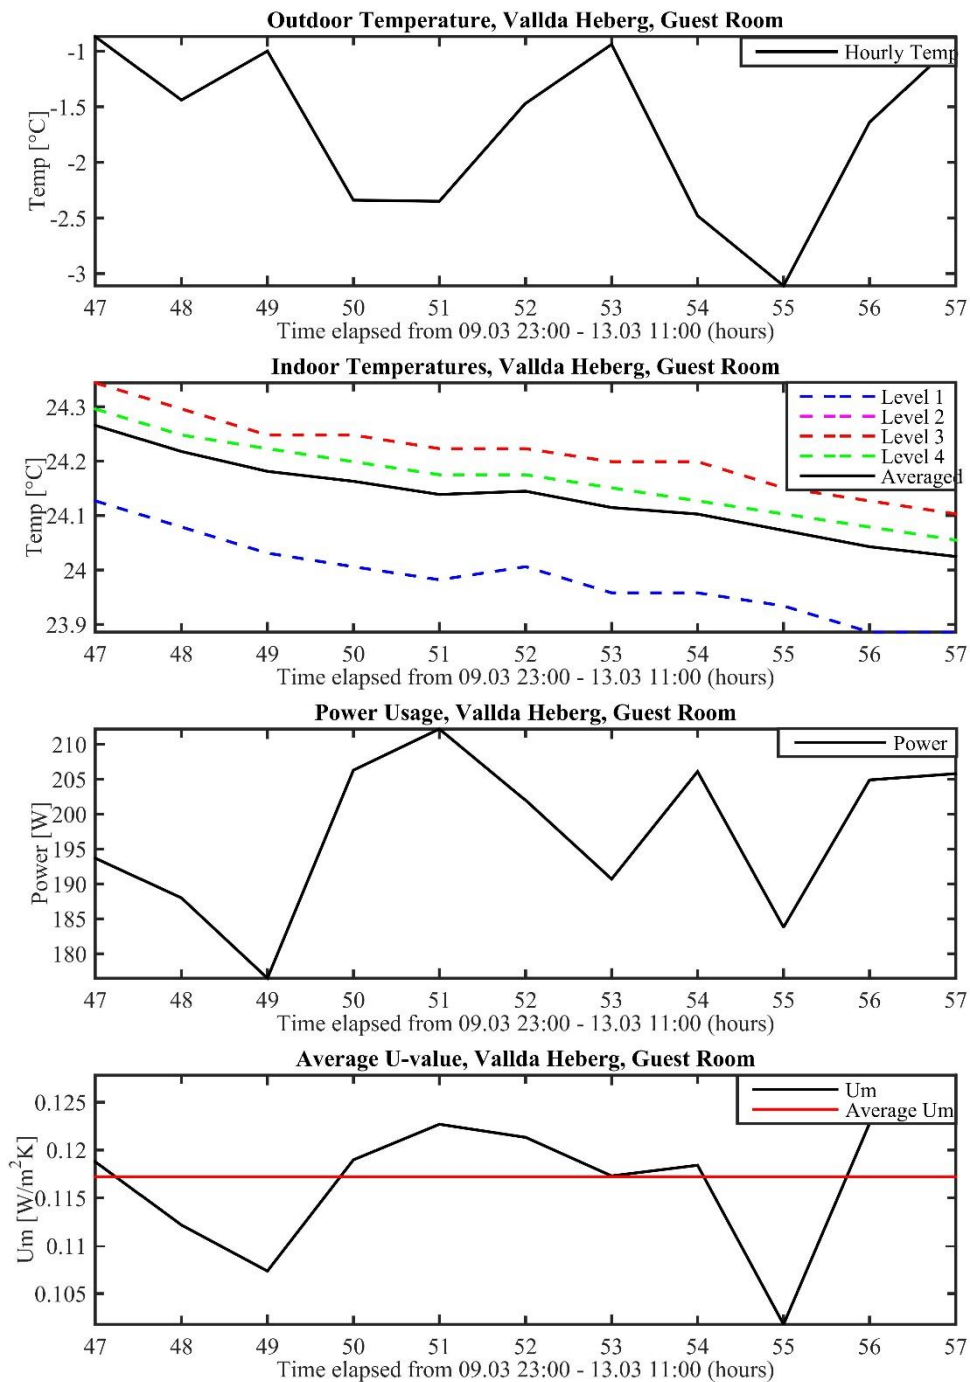 Outdoor Temperature, Vallda Heberg, Guest Room
Hourly Temp
Temp [°C]
-1
-1.5
-2
-2.5
-3
47 48 49 50 51 52 53 54 55 56 57
Time elapsed from 09.03 23:00 - 13.03 11:00 (hours)
Indoor Temperatures, Vallda Heberg, Guest Room
Level 1
Level 2
Level 3
Level 4
Averaged
Temp [°C]
24.3
24.2
24.1
24
23.9
47 48 49 50 51 52 53 54 55 56 57
Time elapsed from 09.03 23:00 - 13.03 11:00 (hours)
Power Usage, Vallda Heberg, Guest Room
Power
Power [W]
210
205
200
195
190
185
180
47 48 49 50 51 52 53 54 55 56 57
Time elapsed from 09.03 23:00 - 13.03 11:00 (hours)
Average U-value, Vallda Heberg, Guest Room
Um
Average Um
Um [W/m²K]
0.125
0.12
0.115
0.11
0.105
47 48 49 50 51 52 53 54 55 56 57
Time elapsed from 09.03 23:00 - 13.03 11:00 (hours)